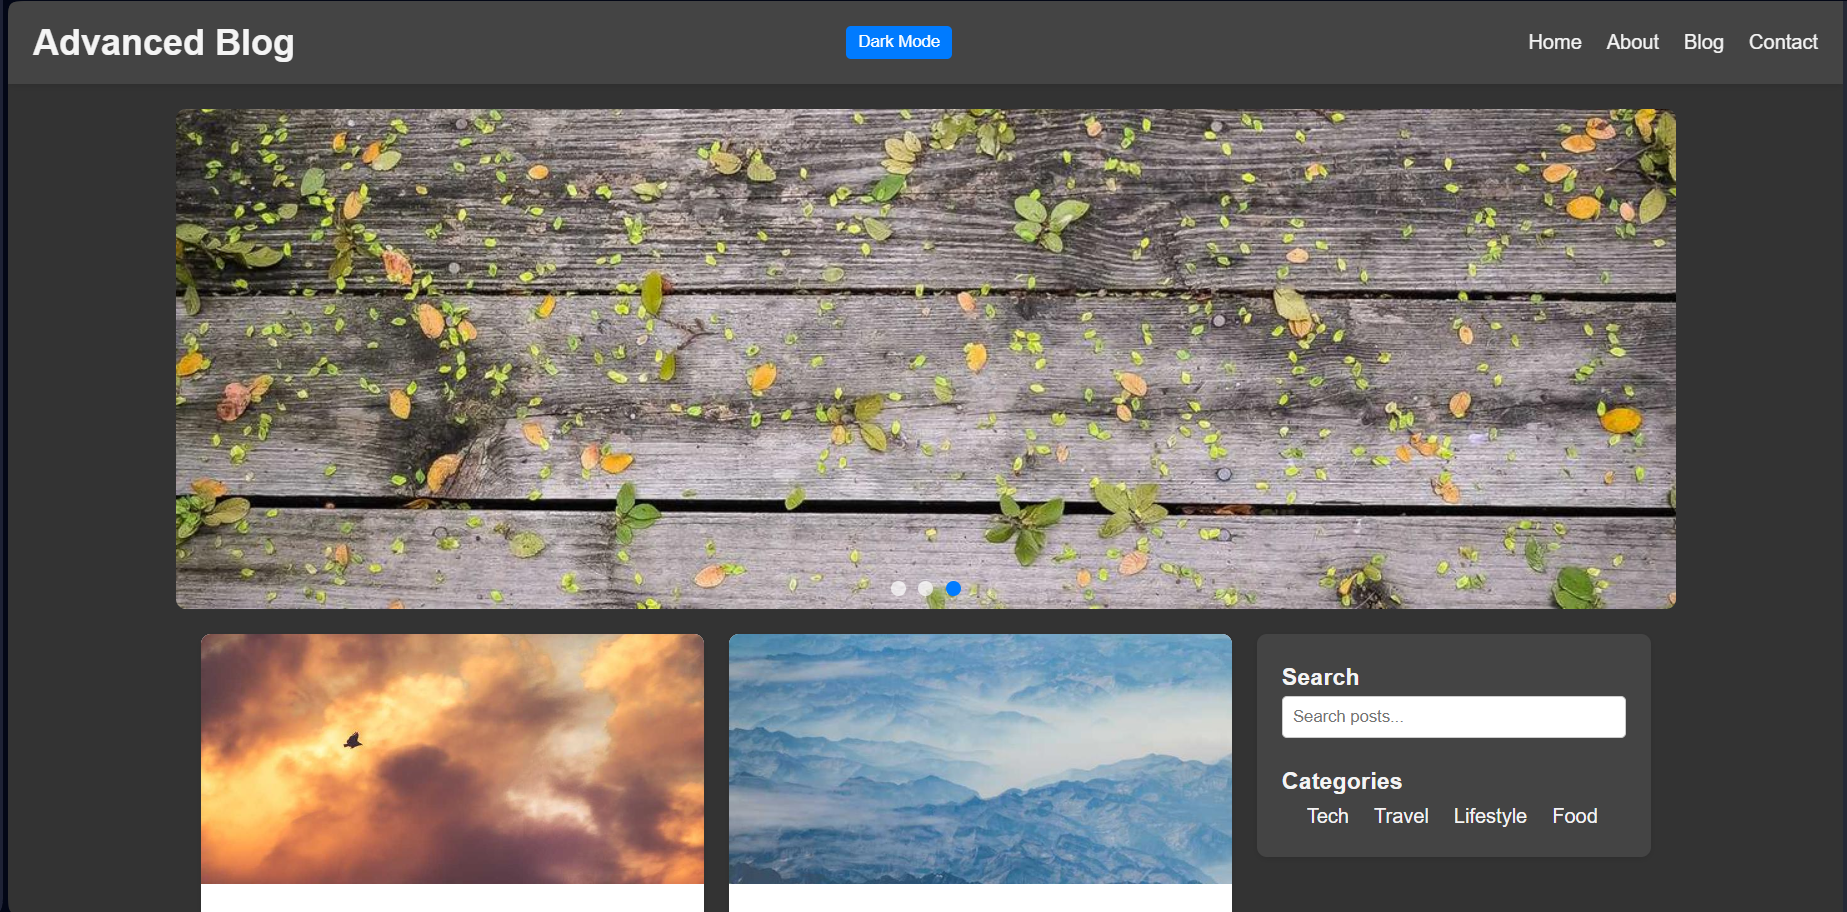 Advanced Blog
Dark Mode
Home About Blog Contact
Search
Search posts...
Categories
Tech Travel Lifestyle Food